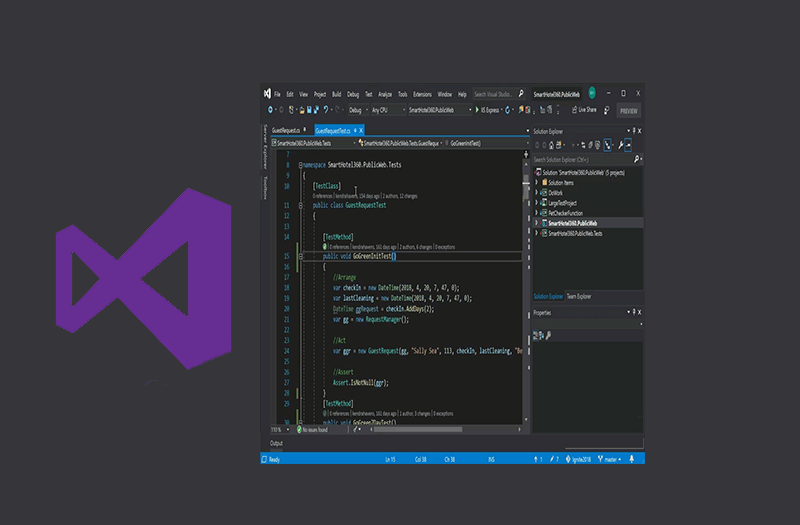 File Edit View Project Build Debug Test Analyze Tools Extensions Window Help Search Visual Studio... SmartHotel360.PublicWeb
Debug Any CPU SmartHotel360.PublicWeb IIS Express Live Share PREVIEW
Server Explorer
Toolbox
GuestRequest.cs GuestRequestTest.cs
SmartHotel360.PublicWeb.Tests SmartHotel360.PublicWeb.Tests.GuestReque GoGreenInitTest()
7
8 namespace SmartHotel360.PublicWeb.Tests
9 {
10 [TestClass]
0 references | kendrahavens, 154 days ago | 2 authors, 12 changes
11 public class GuestRequestTest
12 {
13
14 [TestMethod]
0 references | kendrahavens, 161 days ago | 2 authors, 6 changes | 0 exceptions
15 public void GoGreenInitTest()
16 {
17 //Arrange
18 var checkIn = new DateTime(2018, 4, 20, 7, 47, 0);
19 var lastCleaning = new DateTime(2018, 4, 20, 7, 47, 0);
20 DateTime ggRequest = checkIn.AddDays(2);
21 var gg = new RequestManager();
22
23 //Act
24 var ggr = new GuestRequest(gg, "Sally Sea", 113, checkIn, lastCleaning, "Be
25
26 //Assert
27 Assert.IsNotNull(ggr);
28 }
29 [TestMethod]
0 references | kendrahavens, 161 days ago | 1 author, 3 changes | 0 exceptions
30 public void GoGreen2DayTest()
110 % No issues found
Output
Solution Explorer
Search Solution Explorer (Ctrl+;)
Solution 'SmartHotel360.PublicWeb' (5 projects)
Solution Items
DoWork
LargeTestProject
PetCheckerFunction
SmartHotel360.PublicWeb
SmartHotel360.PublicWeb.Tests
Solution Explorer Team Explorer
Properties
Ready Ln 15 Col 38 Ch 38 INS 1 7 Ignite2018 master